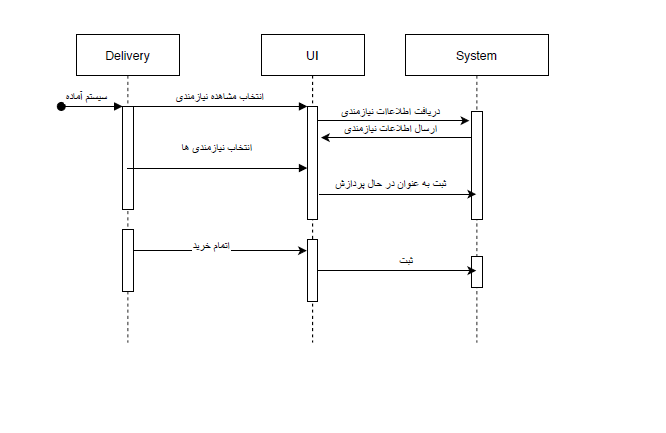 Delivery
UI
System
سیستم آماده
انتخاب مشاهده نیازمندی
دریافت اطلاعاات نیازمندی
ارسال اطلاعات نیازمندی
انتخاب نیازمندی ها
ثبت به عنوان در حال پردازش
اتمام خرید
ثبت